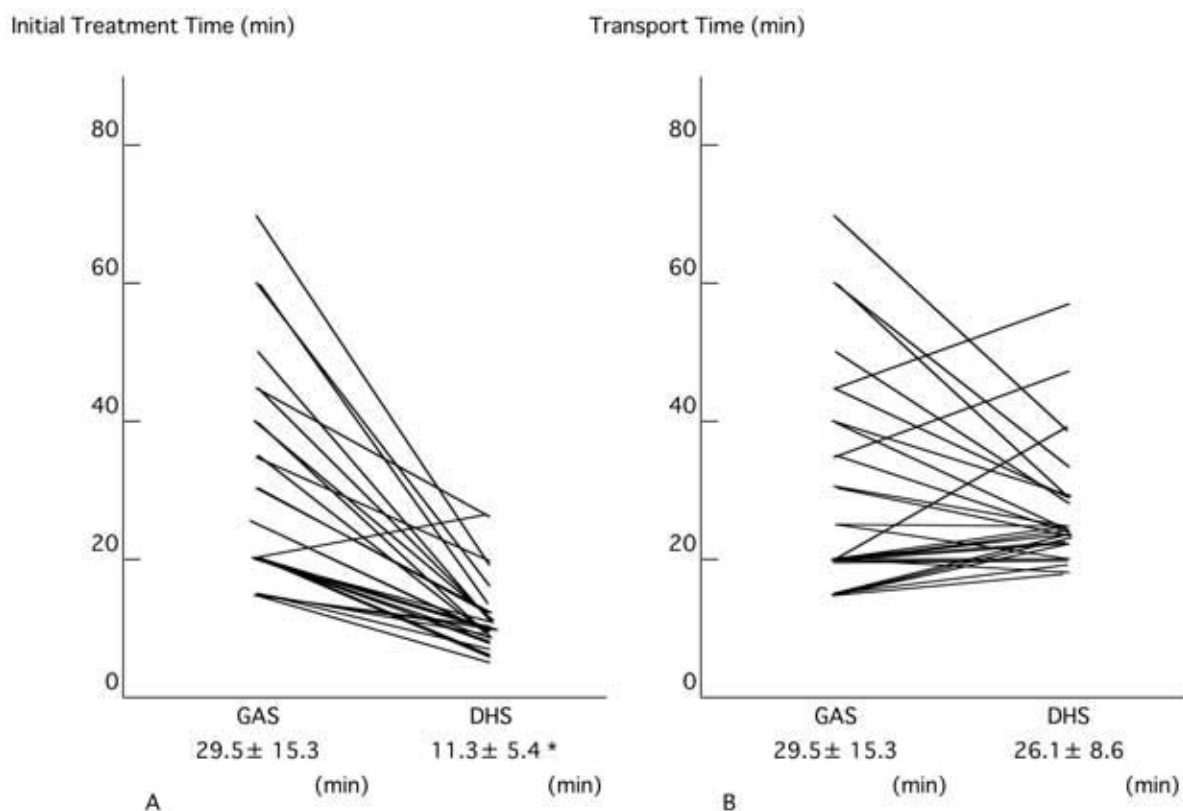 Initial Treatment Time (min)
80
60
40
20
0
GAS DHS
29.5± 15.3 11.3± 5.4 *
(min) (min)
A
Transport Time (min)
80
60
40
20
0
GAS DHS
29.5± 15.3 26.1± 8.6
(min) (min)
B